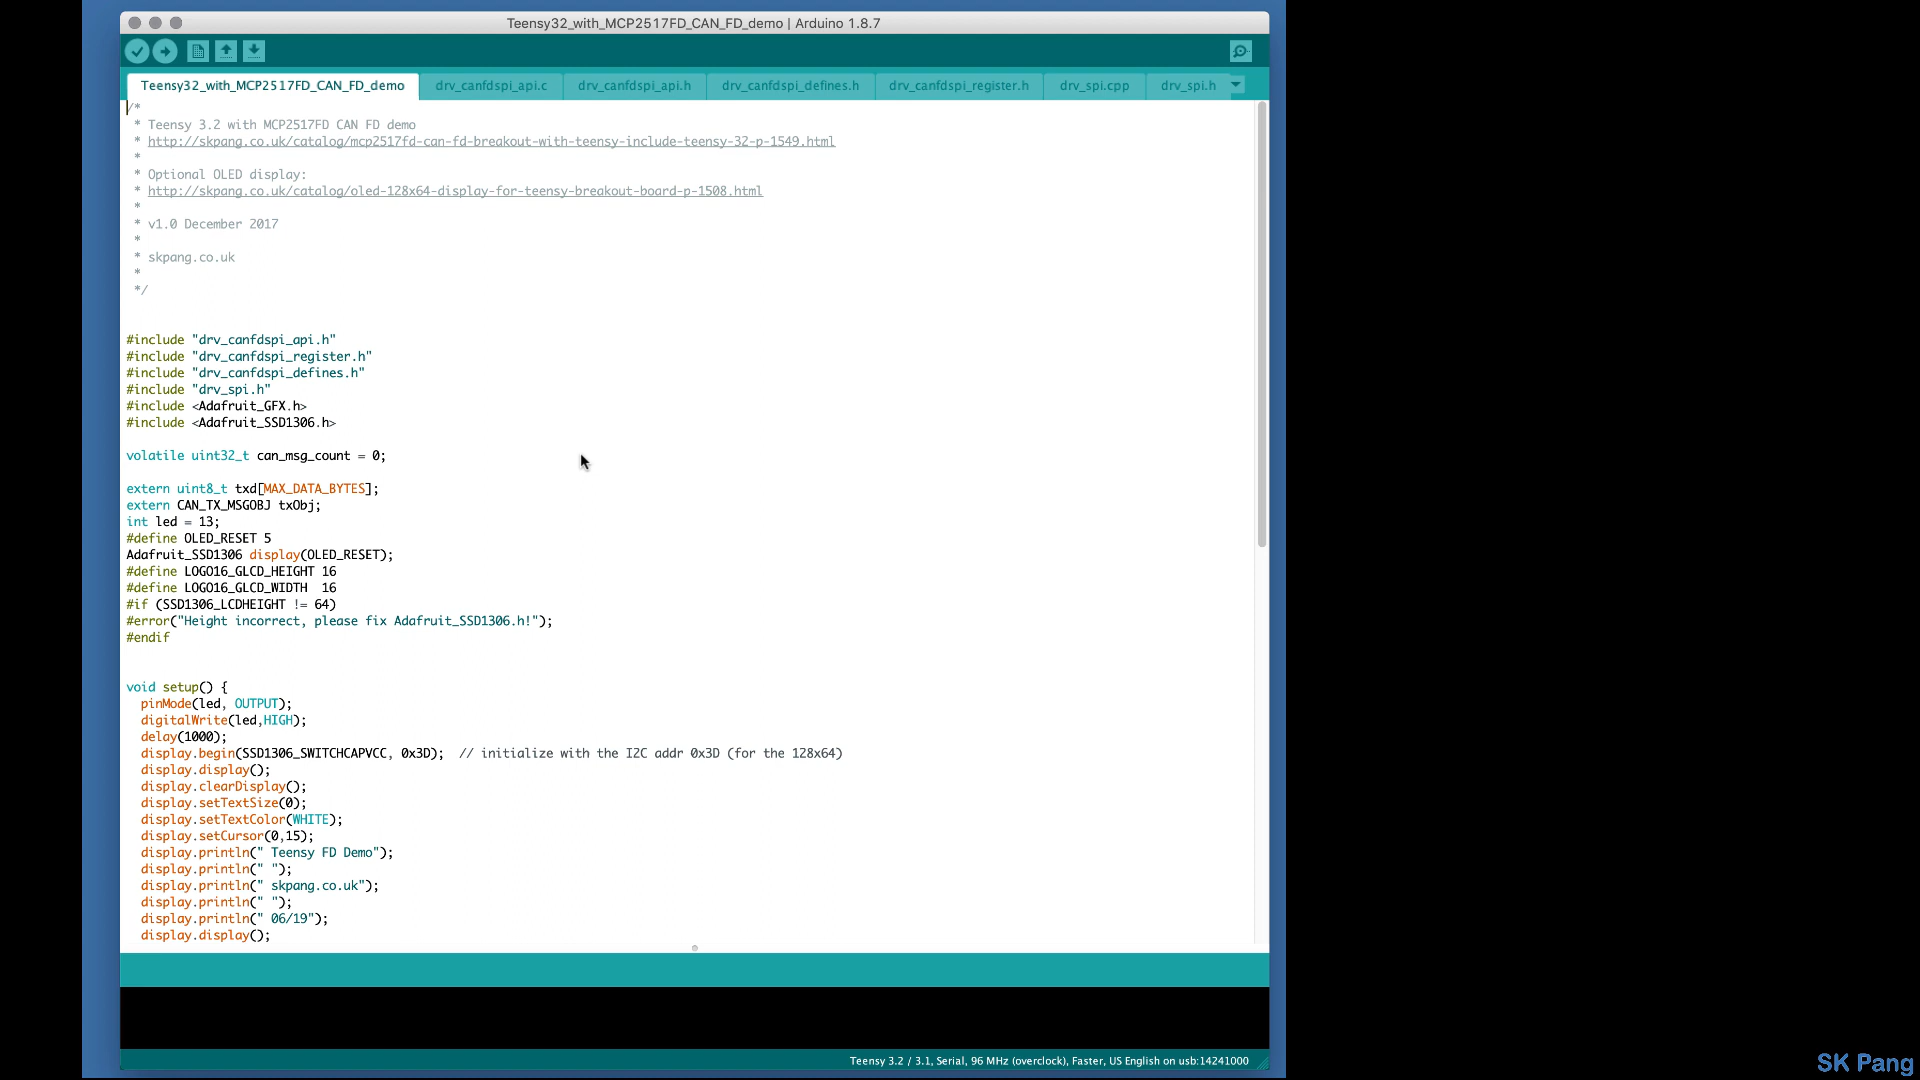 Teensy32_with_MCP2517FD_CAN_FD_demo | Arduino 1.8.7
Teensy32_with_MCP2517FD_CAN_FD_demo drv_canfdspi_api.c drv_canfdspi_api.h drv_canfdspi_defines.h drv_canfdspi_register.h drv_spi.cpp drv_spi.h
/*
* Teensy 3.2 with MCP2517FD CAN FD demo
* http://skpang.co.uk/catalog/mcp2517fd-can-fd-breakout-with-teensy-include-teensy-32-p-1549.html
*
* Optional OLED display:
* http://skpang.co.uk/catalog/oled-128x64-display-for-teensy-breakout-board-p-1508.html
*
* v1.0 December 2017
*
* skpang.co.uk
*
*/
#include "drv_canfdspi_api.h"
#include "drv_canfdspi_register.h"
#include "drv_canfdspi_defines.h"
#include "drv_spi.h"
#include <Adafruit_GFX.h>
#include <Adafruit_SSD1306.h>
volatile uint32_t can_msg_count = 0;
extern uint8_t txd[MAX_DATA_BYTES];
extern CAN_TX_MSGOBJ txObj;
int led = 13;
#define OLED_RESET 5
Adafruit_SSD1306 display(OLED_RESET);
#define LOGO16_GLCD_HEIGHT 16
#define LOGO16_GLCD_WIDTH  16
#if (SSD1306_LCDHEIGHT != 64)
#error("Height incorrect, please fix Adafruit_SSD1306.h!");
#endif
void setup() {
pinMode(led, OUTPUT);
digitalWrite(led,HIGH);
delay(1000);
display.begin(SSD1306_SWITCHCAPVCC, 0x3D);  // initialize with the I2C addr 0x3D (for the 128x64)
display.display();
display.clearDisplay();
display.setTextSize(0);
display.setTextColor(WHITE);
display.setCursor(0,15);
display.println(" Teensy FD Demo");
display.println(" ");
display.println(" skpang.co.uk");
display.println(" ");
display.println(" 06/19");
display.display();
Teensy 3.2 / 3.1, Serial, 96 MHz (overclock), Faster, US English on usb:14241000
SK Pang